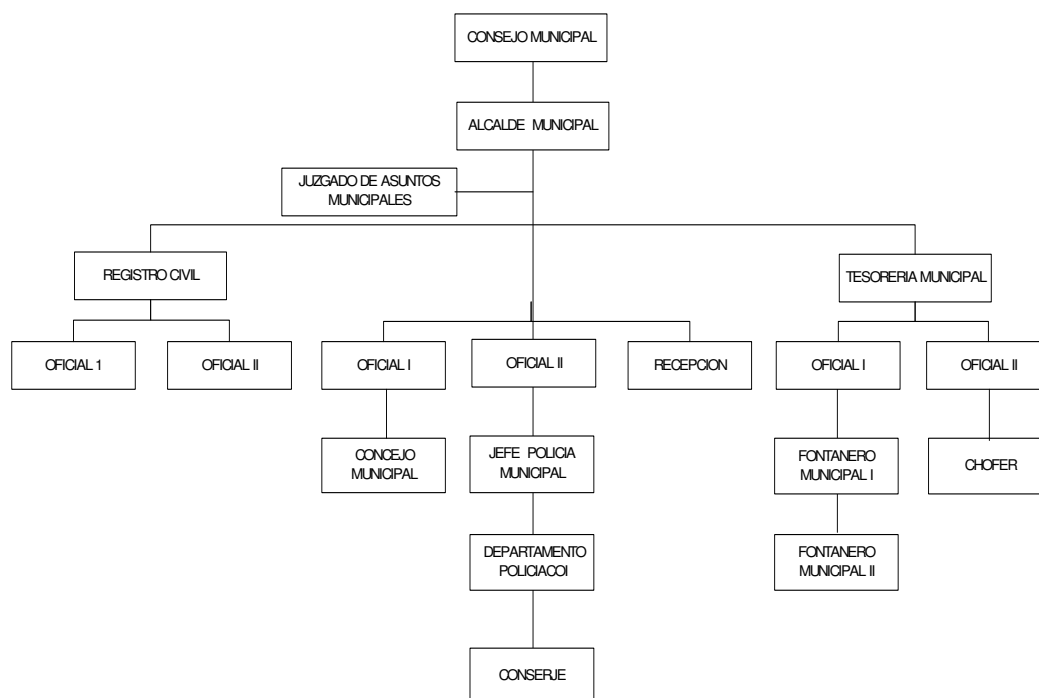 CONSEJO MUNICIPAL
ALCALDE MUNICIPAL
JUZGADO DE ASUNTOS
MUNICIPALES
REGISTRO CIVIL
TESORERIA MUNICIPAL
OFICIAL 1
OFICIAL II
OFICIAL I
OFICIAL II
RECEPCION
OFICIAL I
OFICIAL II
CONCEJO
MUNICIPAL
JEFE POLICIA
MUNICIPAL
FONTANERO
MUNICIPAL I
CHOFER
DEPARTAMENTO
POLICIACOI
FONTANERO
MUNICIPAL II
CONSERJE